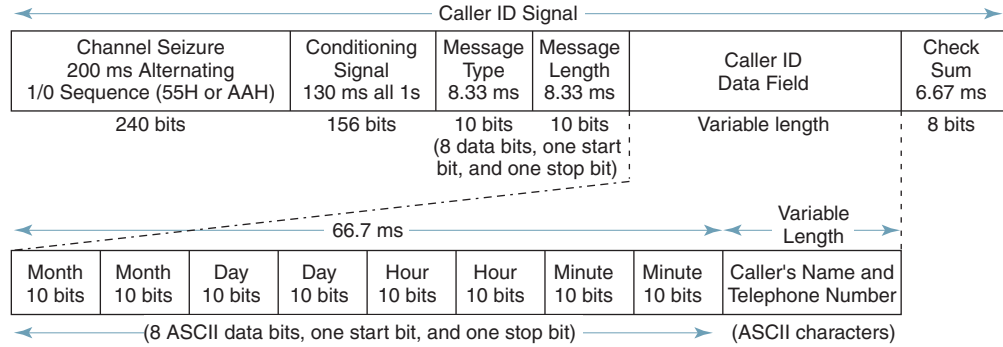 Caller ID Signal
Channel Seizure
200 ms Alternating
1/0 Sequence (55H or AAH)
Conditioning
Signal
130 ms all 1s
Message
Type
8.33 ms
Message
Length
8.33 ms
Caller ID
Data Field
Check
Sum
6.67 ms
240 bits
156 bits
10 bits
10 bits
(8 data bits, one start
bit, and one stop bit)
Variable length
8 bits
66.7 ms
Variable
Length
Month
10 bits
Month
10 bits
Day
10 bits
Day
10 bits
Hour
10 bits
Hour
10 bits
Minute
10 bits
Minute
10 bits
Caller's Name and
Telephone Number
(8 ASCII data bits, one start bit, and one stop bit)
(ASCII characters)